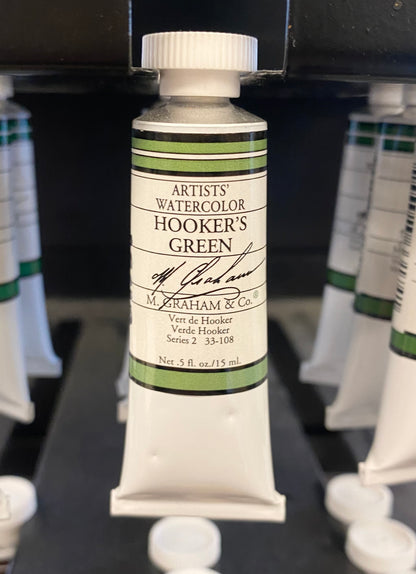 ARTISTS'
WATERCOLOR
HOOKER'S
GREEN
M. Graham
M. GRAHAM & Co.®
Vert de Hooker
Verde Hooker
Series 2 33-108
Net .5 fl. oz./15 ml.